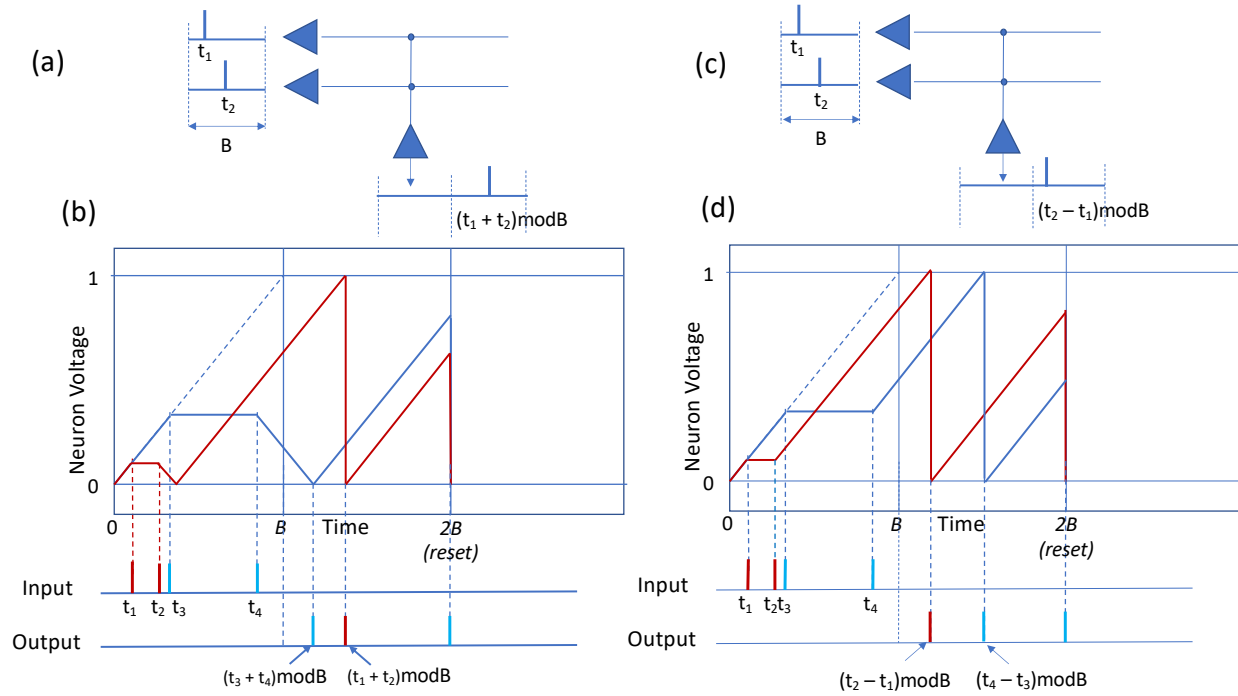 (a)
t₁
t₂
B
(t₁ + t₂)modB
(b)
1
Neuron Voltage
0
0
B
Time
2B
(reset)
Input
t₁
t₂
t₃
t₄
Output
(t₃ + t₄)modB
(t₁ + t₂)modB
(c)
t₁
t₂
B
(t₂ – t₁)modB
(d)
1
Neuron Voltage
0
0
B
Time
2B
(reset)
Input
t₁
t₂t₃
t₄
Output
(t₂ – t₁)modB
(t₄ – t₃)modB